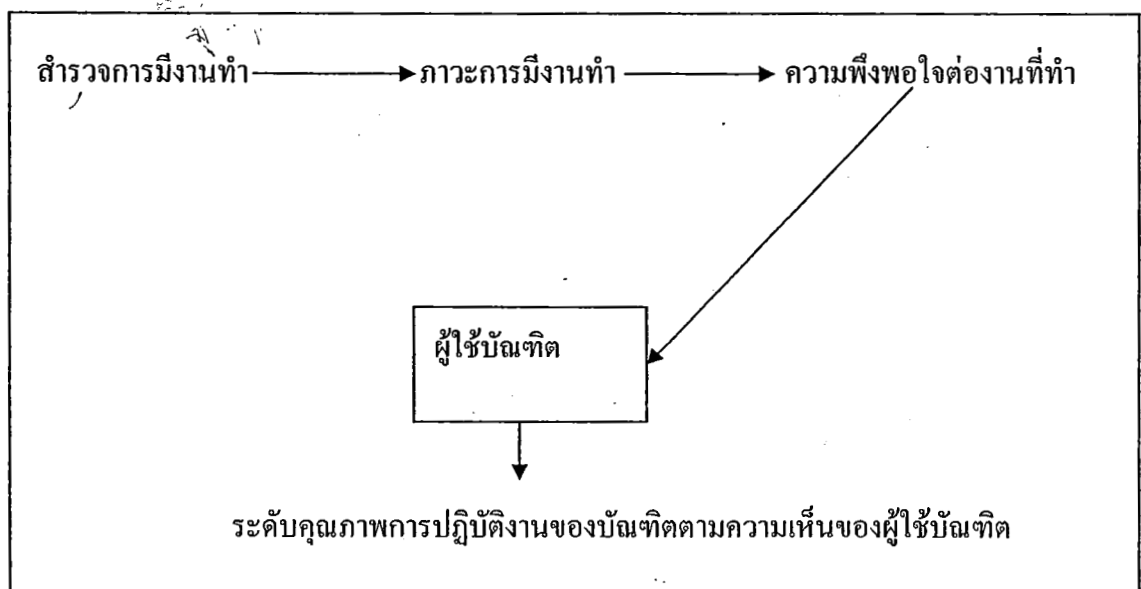 สำรวจการมีงานทำ ภาวะการมีงานทำ ความพึงพอใจต่องานที่ทำ
ผู้ใช้บัณฑิต
ระดับคุณภาพการปฏิบัติงานของบัณฑิตตามความเห็นของผู้ใช้บัณฑิต